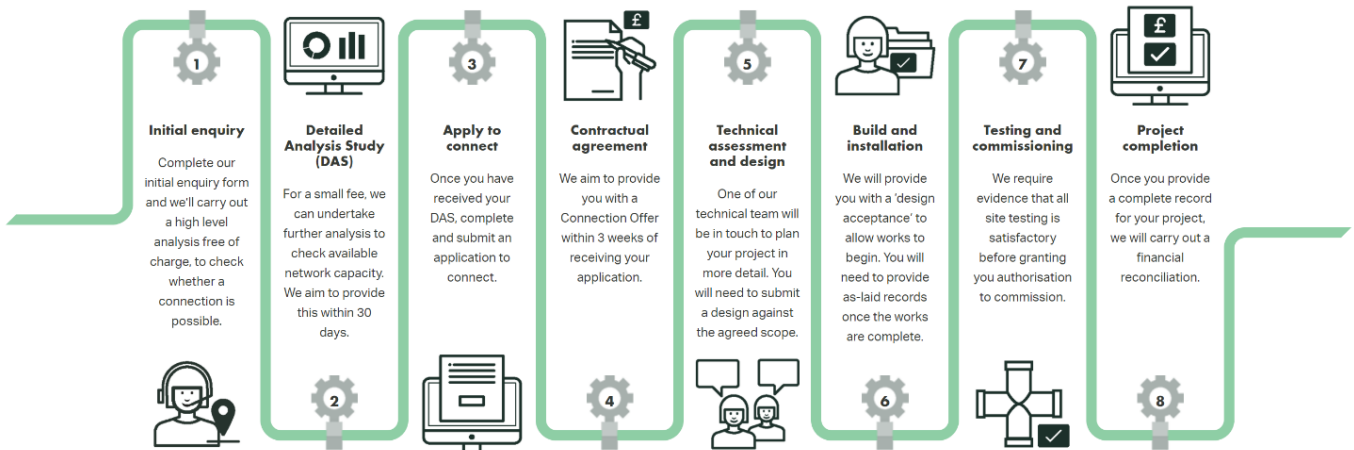 1
Initial enquiry
Complete our
initial enquiry form
and we'll carry out
a high level
analysis free of
charge, to check
whether a
connection is
possible.
Detailed
Analysis Study
(DAS)
For a small fee, we
can undertake
further analysis to
check available
network capacity.
We aim to provide
this within 30
days.
2
3
Apply to
connect
Once you have
received your
DAS, complete
and submit an
application to
connect.
£
Contractual
agreement
We aim to provide
you with a
Connection Offer
within 3 weeks of
receiving your
application.
4
5
Technical
assessment
and design
One of our
technical team will
be in touch to plan
your project in
more detail. You
will need to submit
a design against
the agreed scope.
Build and
installation
We will provide
you with a 'design
acceptance' to
allow works to
begin. You will
need to provide
as-laid records
once the works
are complete.
6
7
Testing and
commissioning
We require
evidence that all
site testing is
satisfactory
before granting
you authorisation
to commission.
£
Project
completion
Once you provide
a complete record
for your project,
we will carry out a
financial
reconciliation.
8